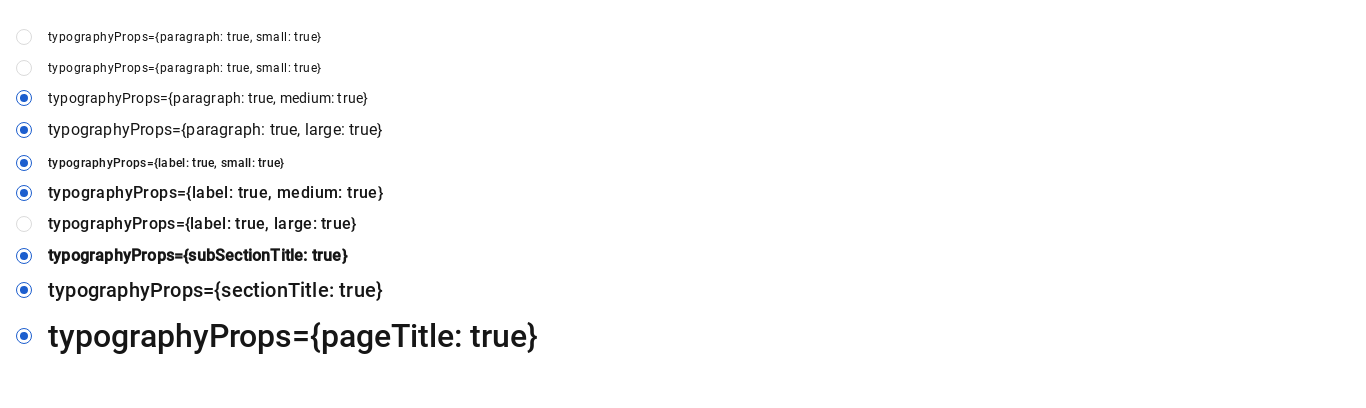 typographyProps={paragraph: true, small: true}
typographyProps={paragraph: true, small: true}
typographyProps={paragraph: true, medium: true}
typographyProps={paragraph: true, large: true}
typographyProps={label: true, small: true}
typographyProps={label: true, medium: true}
typographyProps={label: true, large: true}
typographyProps={subSectionTitle: true}
typographyProps={sectionTitle: true}
typographyProps={pageTitle: true}